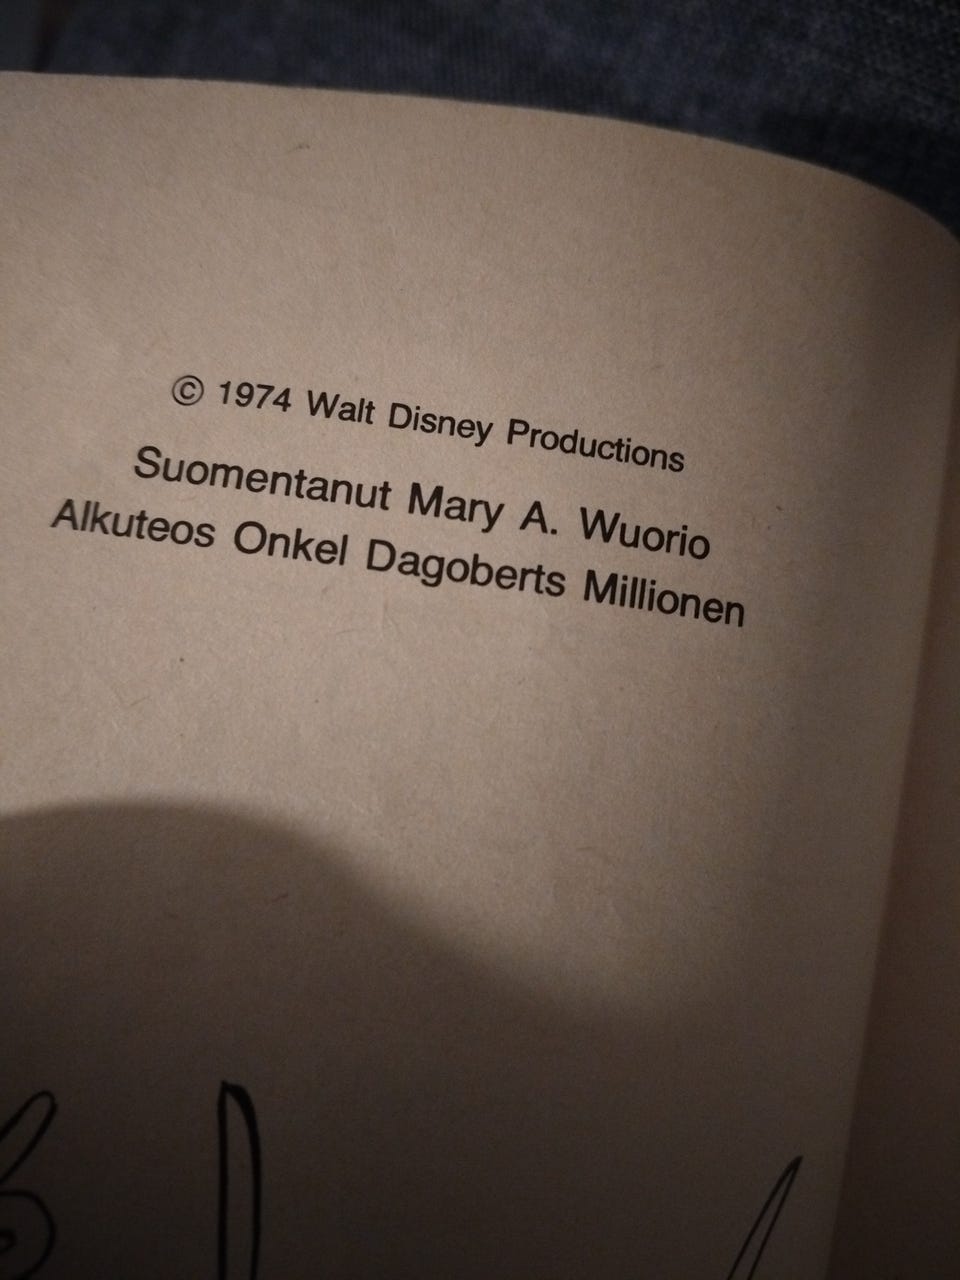 © 1974 Walt Disney Productions
Suomentanut Mary A. Wuorio
Alkuteos Onkel Dagoberts Millionen